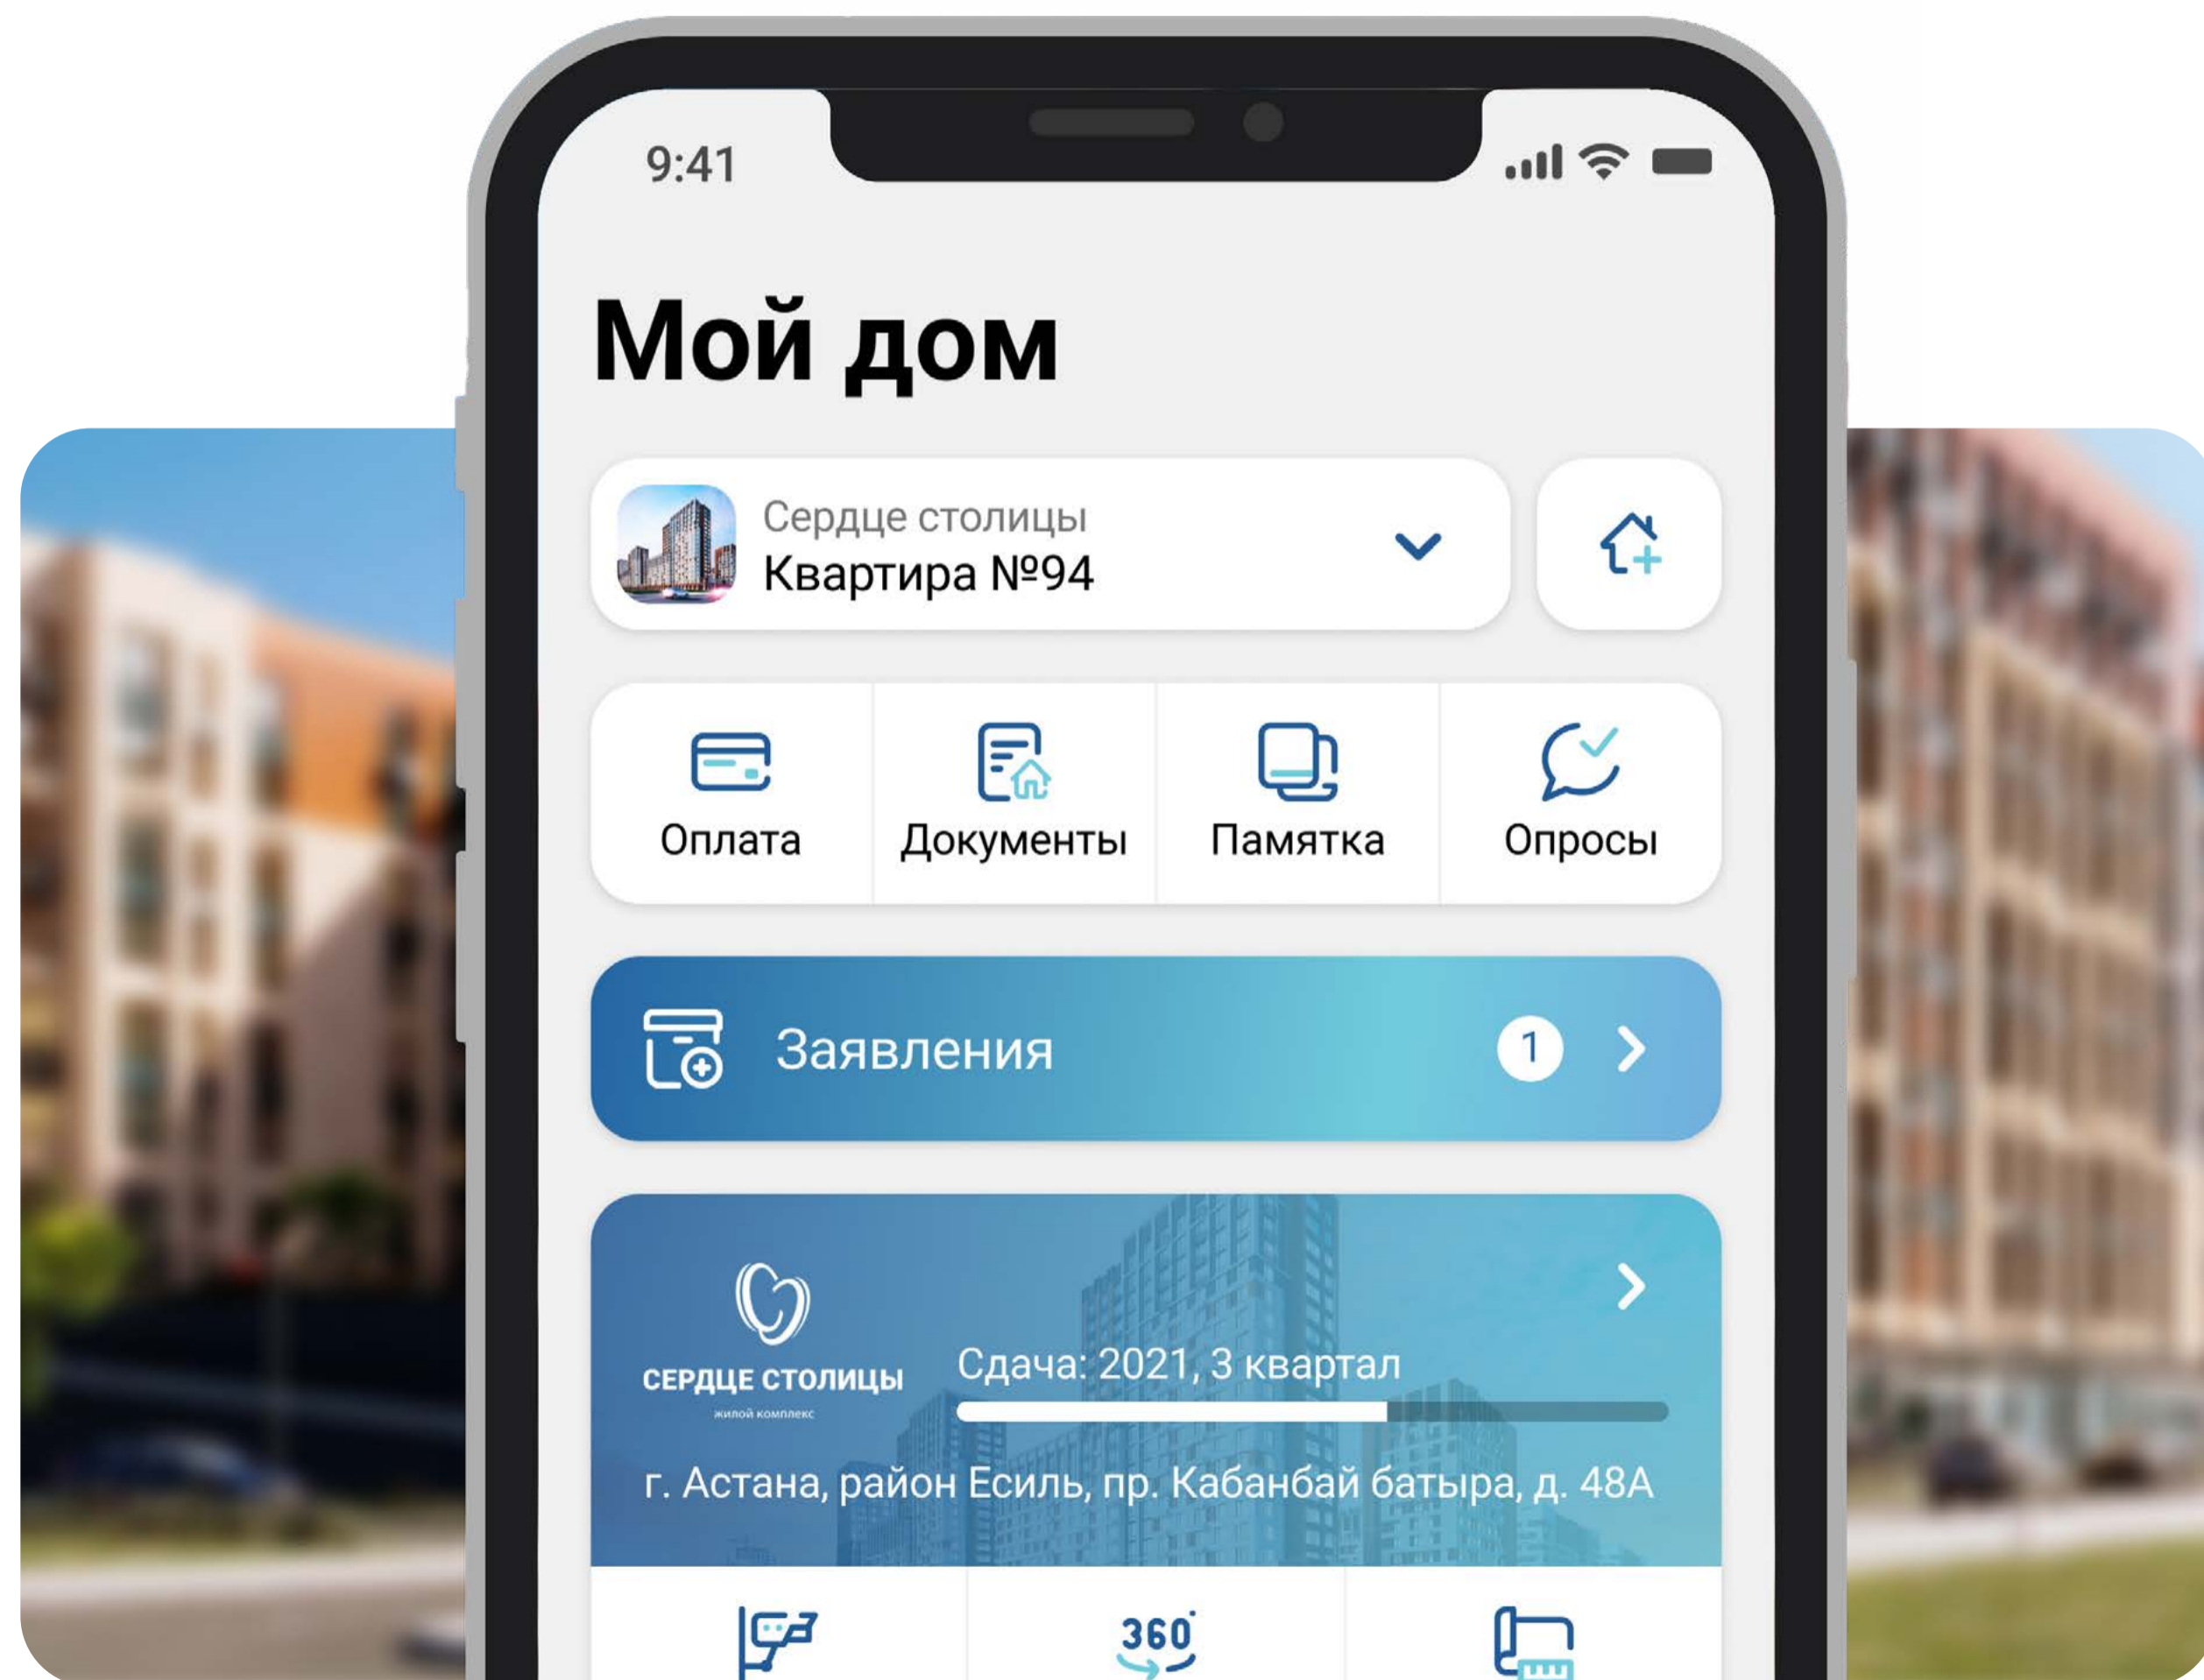 9:41
Мой дом
Сердце столицы
Квартира №94
Оплата
Документы
Памятка
Опросы
Заявления
1
СЕРДЦЕ СТОЛИЦЫ
жилой комплекс
Сдача: 2021, 3 квартал
г. Астана, район Есиль, пр. Кабанбай батыра, д. 48А
360°